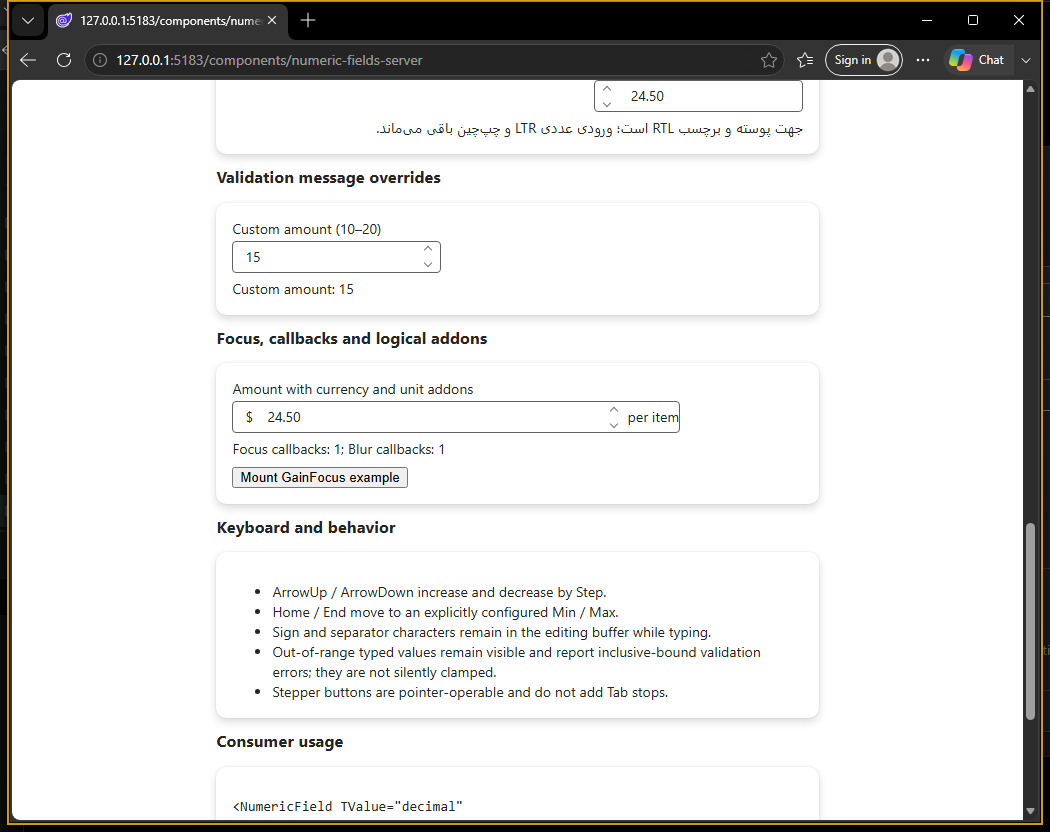 127.0.0.1:5183/components/nume
127.0.0.1:5183/components/numeric-fields-server
Sign in
Chat
24.50
جهت پوسته و برچسب RTL است؛ ورودی عددی LTR و چپ‌چین باقی می‌ماند.
Validation message overrides
Custom amount (10–20)
15
Custom amount: 15
Focus, callbacks and logical addons
Amount with currency and unit addons
$ 24.50 per item
Focus callbacks: 1; Blur callbacks: 1
Mount GainFocus example
Keyboard and behavior
• ArrowUp / ArrowDown increase and decrease by Step.
• Home / End move to an explicitly configured Min / Max.
• Sign and separator characters remain in the editing buffer while typing.
• Out-of-range typed values remain visible and report inclusive-bound validation
errors; they are not silently clamped.
• Stepper buttons are pointer-operable and do not add Tab stops.
Consumer usage
<NumericField TValue="decimal"